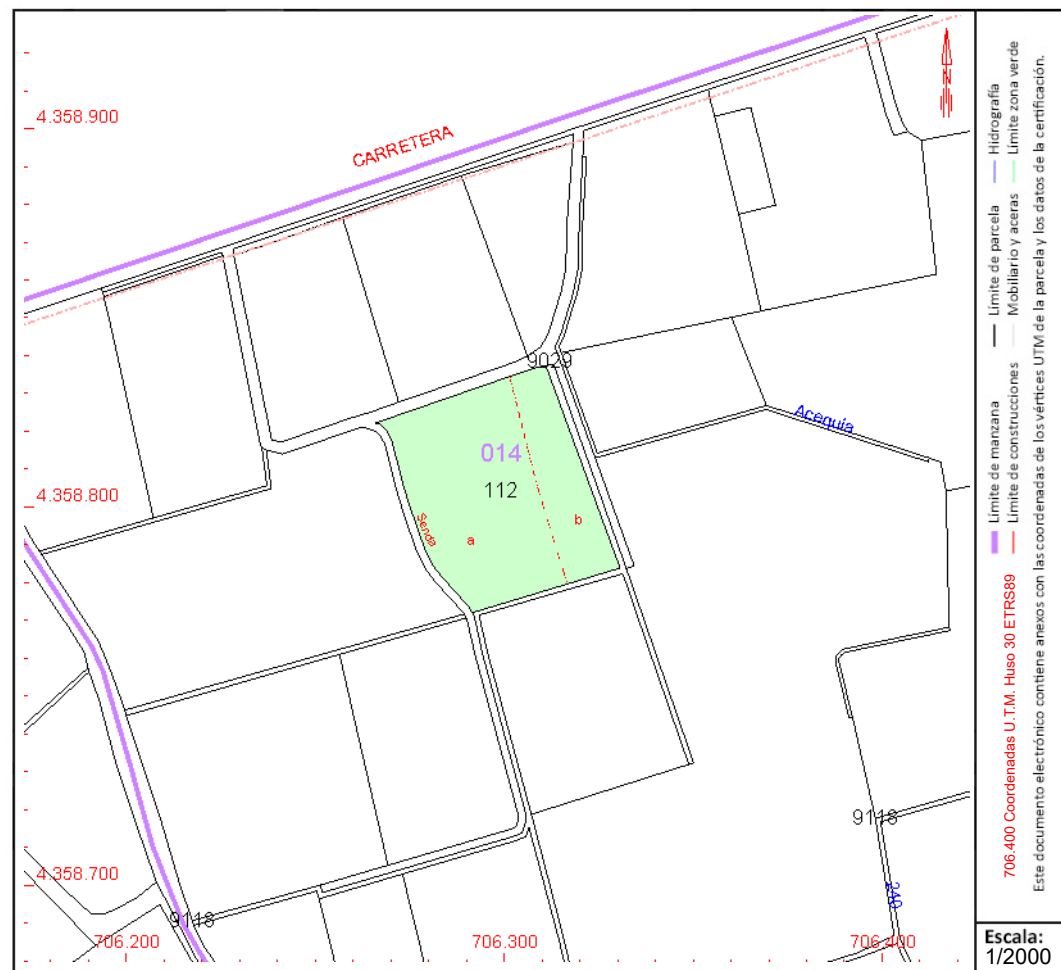 4.358.900
CARRETERA
9029
014
112
Acequia
4.358.800
Senda
a
b
9118
4.358.700
240
9118
706.200
706.300
706.400
N
Límite de manzana
Límite de parcela
Hidrografía
Límite de construcciones
Mobiliario y aceras
Límite zona verde
706.400 Coordenadas U.T.M. Huso 30 ETRS89
Este documento electrónico contiene anexos con las coordenadas de los vértices UTM de la parcela y los datos de la certificación.
Escala:
1/2000